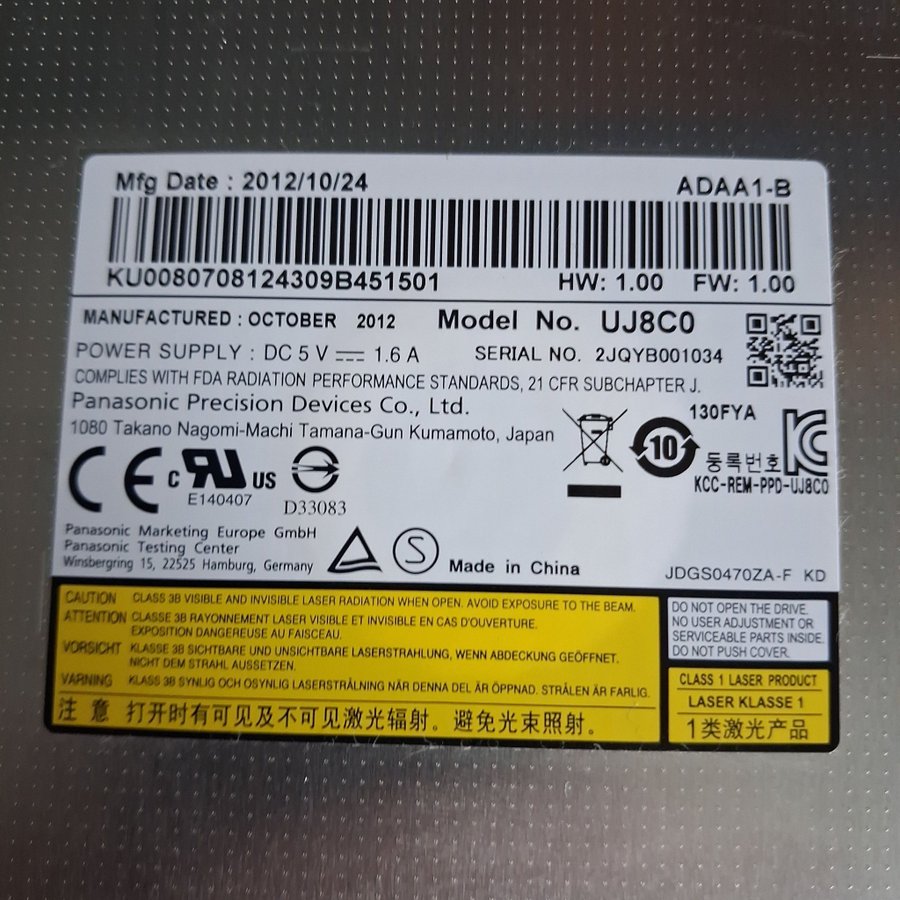 Mfg Date : 2012/10/24 ADAA1-B
KU0080708124309B451501 HW: 1.00 FW: 1.00
MANUFACTURED : OCTOBER 2012 Model No. UJ8C0
POWER SUPPLY : DC 5 V ⎓ 1.6 A SERIAL NO. 2JQYB001034
COMPLIES WITH FDA RADIATION PERFORMANCE STANDARDS, 21 CFR SUBCHAPTER J.
Panasonic Precision Devices Co., Ltd.
1080 Takano Nagomi-Machi Tamana-Gun Kumamoto, Japan
130FYA
10
등록번호
KCC-REM-PPD-UJ8C0
CE c RU US
E140407
D33083
Panasonic Marketing Europe GmbH
Panasonic Testing Center
Winsbergring 15, 22525 Hamburg, Germany
S
Made in China
JDGS0470ZA-F KD
CAUTION CLASS 3B VISIBLE AND INVISIBLE LASER RADIATION WHEN OPEN. AVOID EXPOSURE TO THE BEAM.
ATTENTION CLASSE 3B RAYONNEMENT LASER VISIBLE ET INVISIBLE EN CAS D'OUVERTURE.
EXPOSITION DANGEREUSE AU FAISCEAU.
VORSICHT KLASSE 3B SICHTBARE UND UNSICHTBARE LASERSTRAHLUNG, WENN ABDECKUNG GEÖFFNET.
NICHT DEM STRAHL AUSSETZEN.
VARNING KLASS 3B SYNLIG OCH OSYNLIG LASERSTRÅLNING NÄR DENNA DEL ÄR ÖPPNAD. STRÅLEN ÄR FARLIG.
注 意 打开时有可见及不可见激光辐射。避免光束照射。
DO NOT OPEN THE DRIVE.
NO USER ADJUSTMENT OR
SERVICEABLE PARTS INSIDE.
DO NOT PUSH COVER.
CLASS 1 LASER PRODUCT
LASER KLASSE 1
1类激光产品